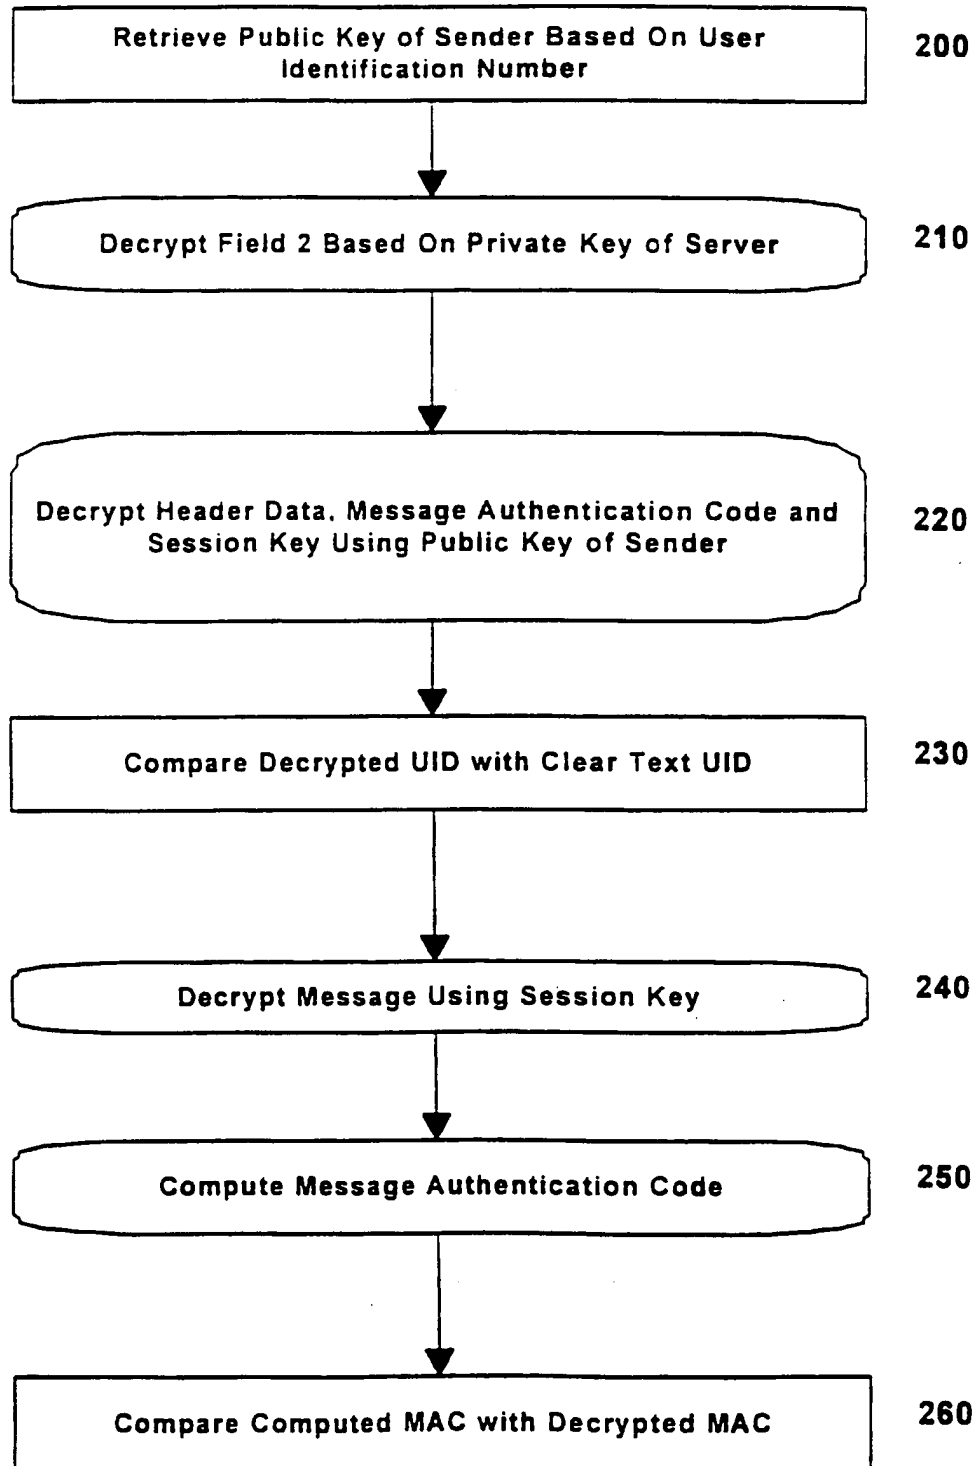 Retrieve Public Key of Sender Based On User
Identification Number
200
Decrypt Field 2 Based On Private Key of Server
210
Decrypt Header Data, Message Authentication Code and
Session Key Using Public Key of Sender
220
Compare Decrypted UID with Clear Text UID
230
Decrypt Message Using Session Key
240
Compute Message Authentication Code
250
Compare Computed MAC with Decrypted MAC
260